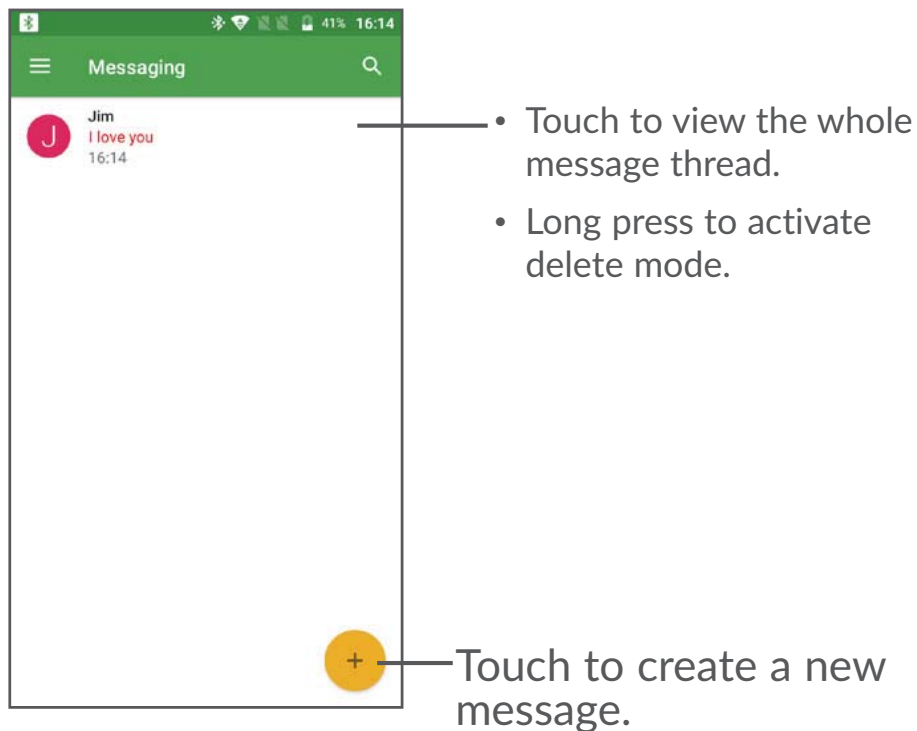 41% 16:14
Messaging
Jim
I love you
16:14
J
• Touch to view the whole
message thread.
• Long press to activate
delete mode.
+
Touch to create a new
message.